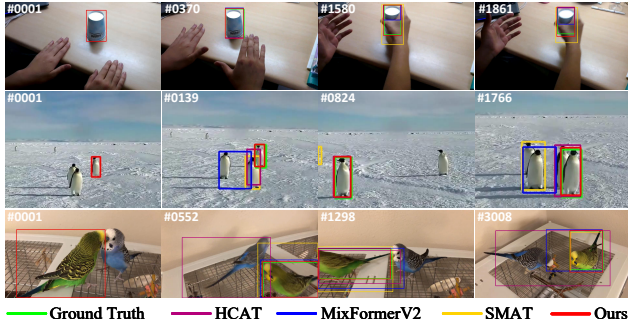 #0001 #0370 #1580 #1861
#0001 #0139 #0824 #1766
#0001 #0552 #1298 #3008
Ground Truth HCAT MixFormerV2 SMAT Ours